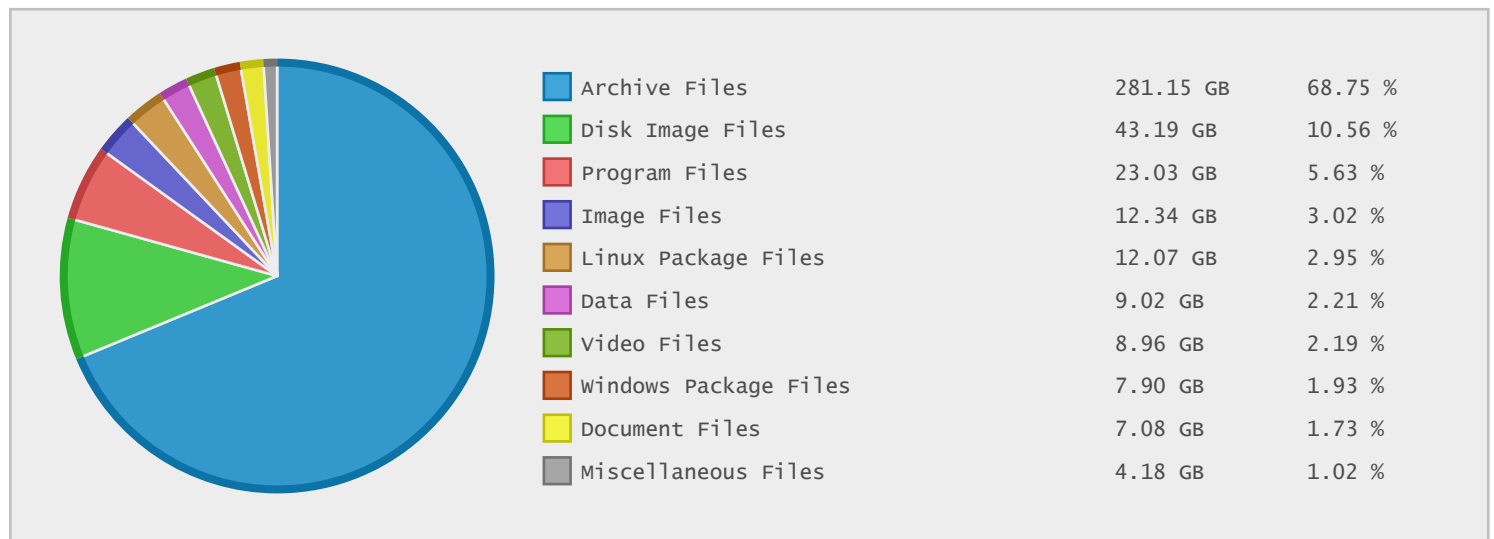 Archive Files 281.15 GB 68.75 %
Disk Image Files 43.19 GB 10.56 %
Program Files 23.03 GB 5.63 %
Image Files 12.34 GB 3.02 %
Linux Package Files 12.07 GB 2.95 %
Data Files 9.02 GB 2.21 %
Video Files 8.96 GB 2.19 %
Windows Package Files 7.90 GB 1.93 %
Document Files 7.08 GB 1.73 %
Miscellaneous Files 4.18 GB 1.02 %